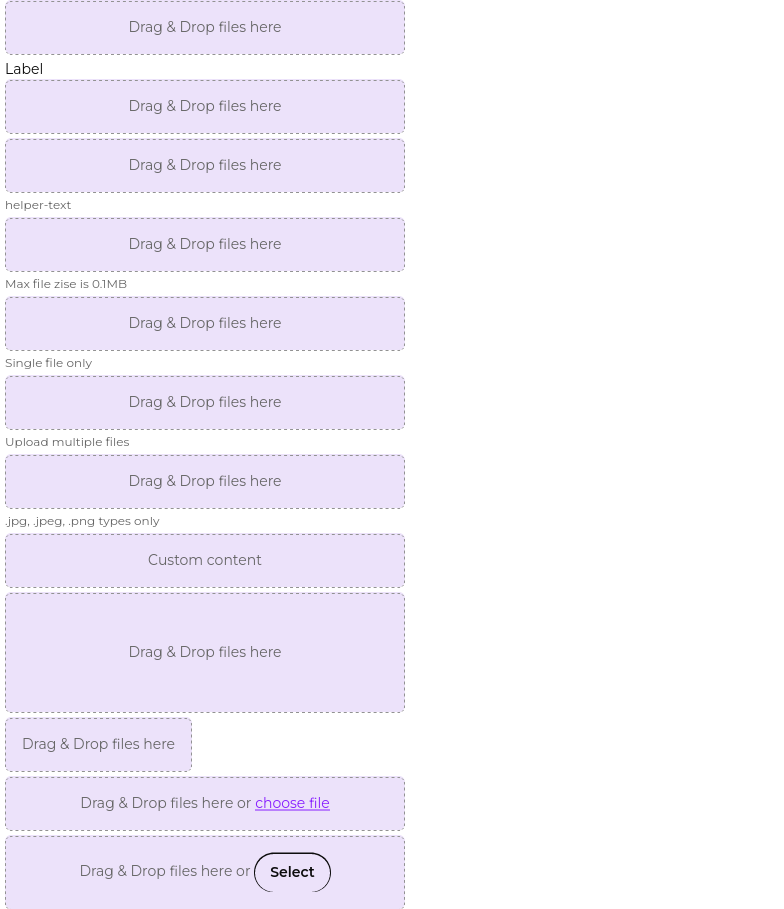 Drag & Drop files here
Label
Drag & Drop files here
Drag & Drop files here
helper-text
Drag & Drop files here
Max file zise is 0.1MB
Drag & Drop files here
Single file only
Drag & Drop files here
Upload multiple files
Drag & Drop files here
.jpg, .jpeg, .png types only
Custom content
Drag & Drop files here
Drag & Drop files here
Drag & Drop files here or choose file
Drag & Drop files here or Select